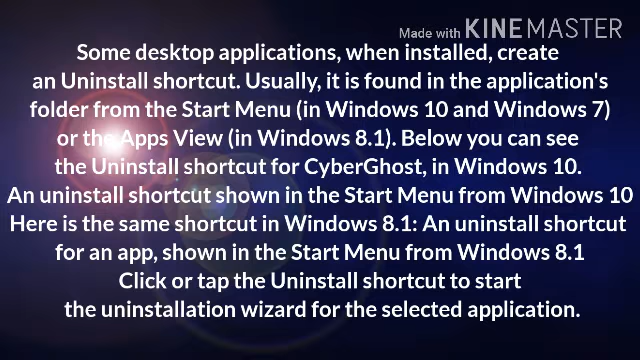 Made with KINEMASTER
Some desktop applications, when installed, create
an Uninstall shortcut. Usually, it is found in the application's
folder from the Start Menu (in Windows 10 and Windows 7)
or the Apps View (in Windows 8.1). Below you can see
the Uninstall shortcut for CyberGhost, in Windows 10.
An uninstall shortcut shown in the Start Menu from Windows 10
Here is the same shortcut in Windows 8.1: An uninstall shortcut
for an app, shown in the Start Menu from Windows 8.1
Click or tap the Uninstall shortcut to start
the uninstallation wizard for the selected application.